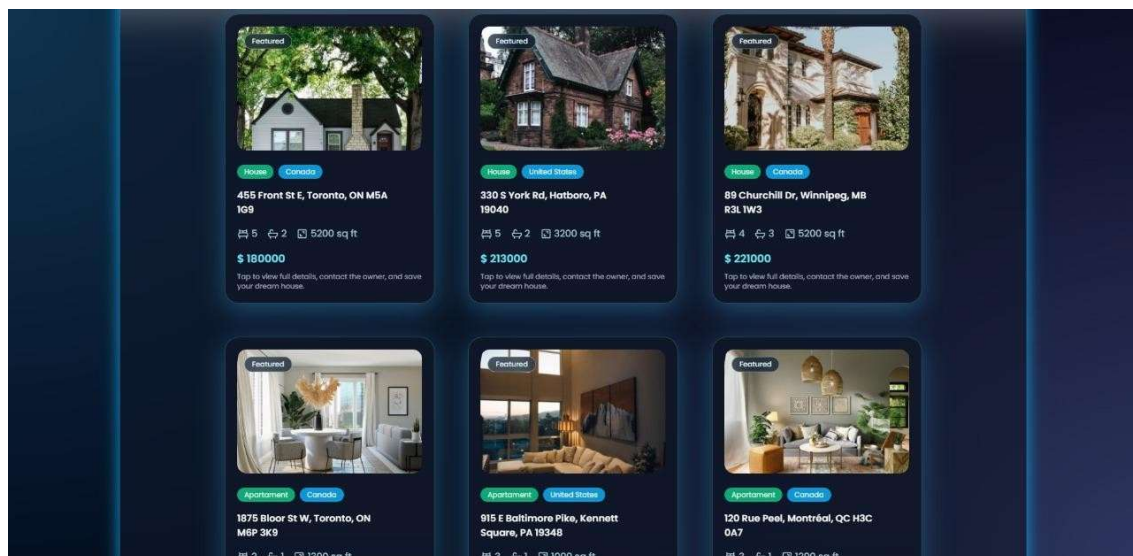 Featured
House Canada
455 Front St E, Toronto, ON M5A
1G9
5 2 5200 sq ft
$ 180000
Tap to view full details, contact the owner, and save
your dream house.
Featured
House United States
330 S York Rd, Hatboro, PA
19040
5 2 3200 sq ft
$ 213000
Tap to view full details, contact the owner, and save
your dream house.
Featured
House Canada
89 Churchill Dr, Winnipeg, MB
R3L 1W3
4 3 5200 sq ft
$ 221000
Tap to view full details, contact the owner, and save
your dream house.
Featured
Apartament Canada
1875 Bloor St W, Toronto, ON
M6P 3K9
Featured
Apartament United States
915 E Baltimore Pike, Kennett
Square, PA 19348
Featured
Apartament Canada
120 Rue Peel, Montréal, QC H3C
0A7